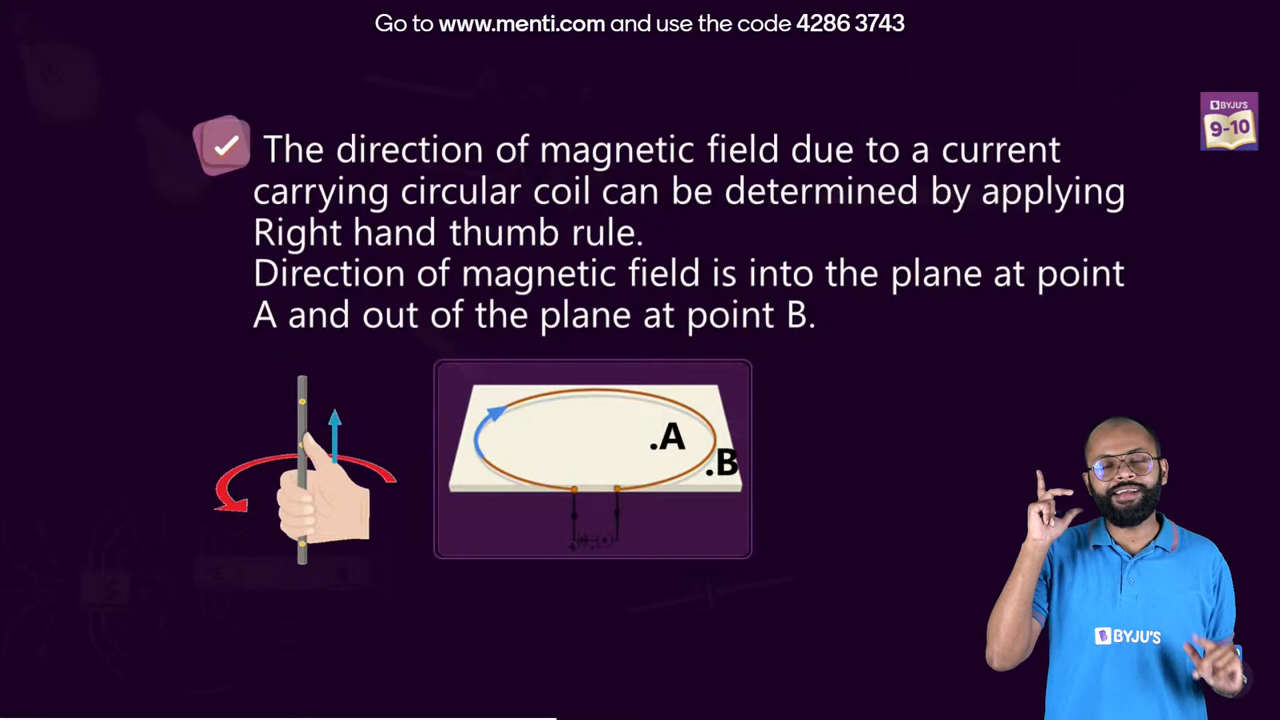 Go to www.menti.com and use the code 4286 3743
BYJU'S
9-10
The direction of magnetic field due to a current
carrying circular coil can be determined by applying
Right hand thumb rule.
Direction of magnetic field is into the plane at point
A and out of the plane at point B.
.A
.B
BYJU'S